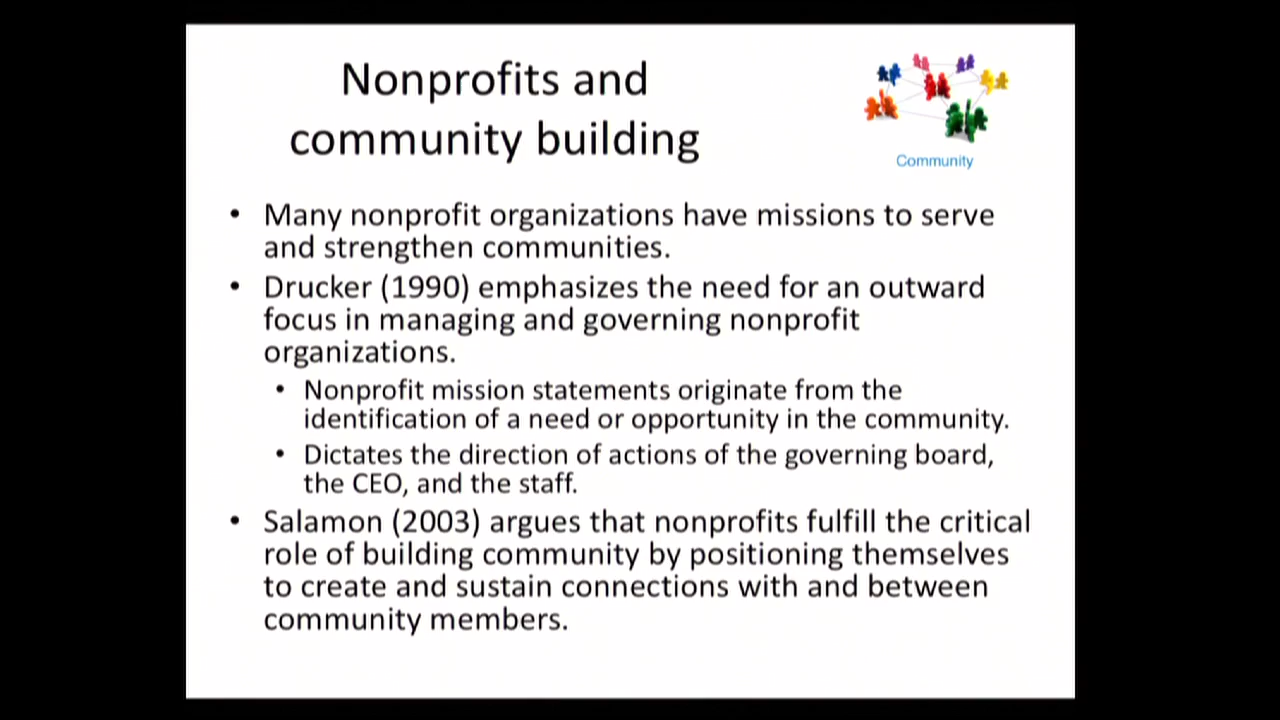 Nonprofits and
community building
Community
• Many nonprofit organizations have missions to serve
and strengthen communities.
• Drucker (1990) emphasizes the need for an outward
focus in managing and governing nonprofit
organizations.
• Nonprofit mission statements originate from the
identification of a need or opportunity in the community.
• Dictates the direction of actions of the governing board,
the CEO, and the staff.
• Salamon (2003) argues that nonprofits fulfill the critical
role of building community by positioning themselves
to create and sustain connections with and between
community members.